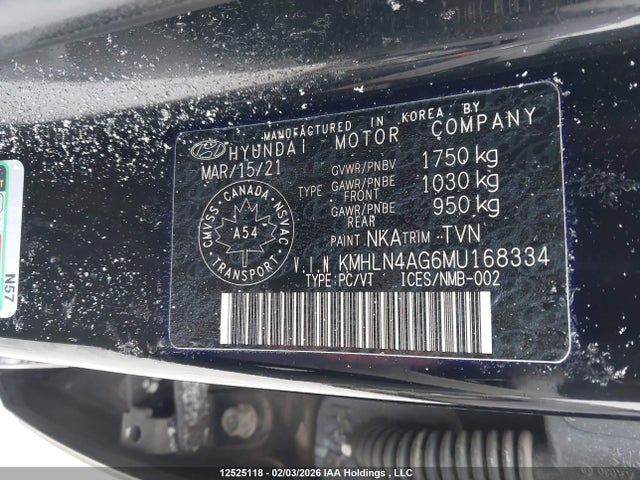 MANUFACTURED IN KOREA BY
HYUNDAI MOTOR COMPANY
MAR/15/21 GVWR/PNBV 1750 kg
TYPE GAWR/PNBE FRONT 1030 kg
GAWR/PNBE REAR 950 kg
PAINT NKA TRIM TVN
CMVSS · CANADA · NSVAC
A54
TRANSPORT
V.I.N KMHLN4AG6MU168334
TYPE:PC/VT ICES/NMB-002
N57
12525118 - 02/03/2026 IAA Holdings , LLC